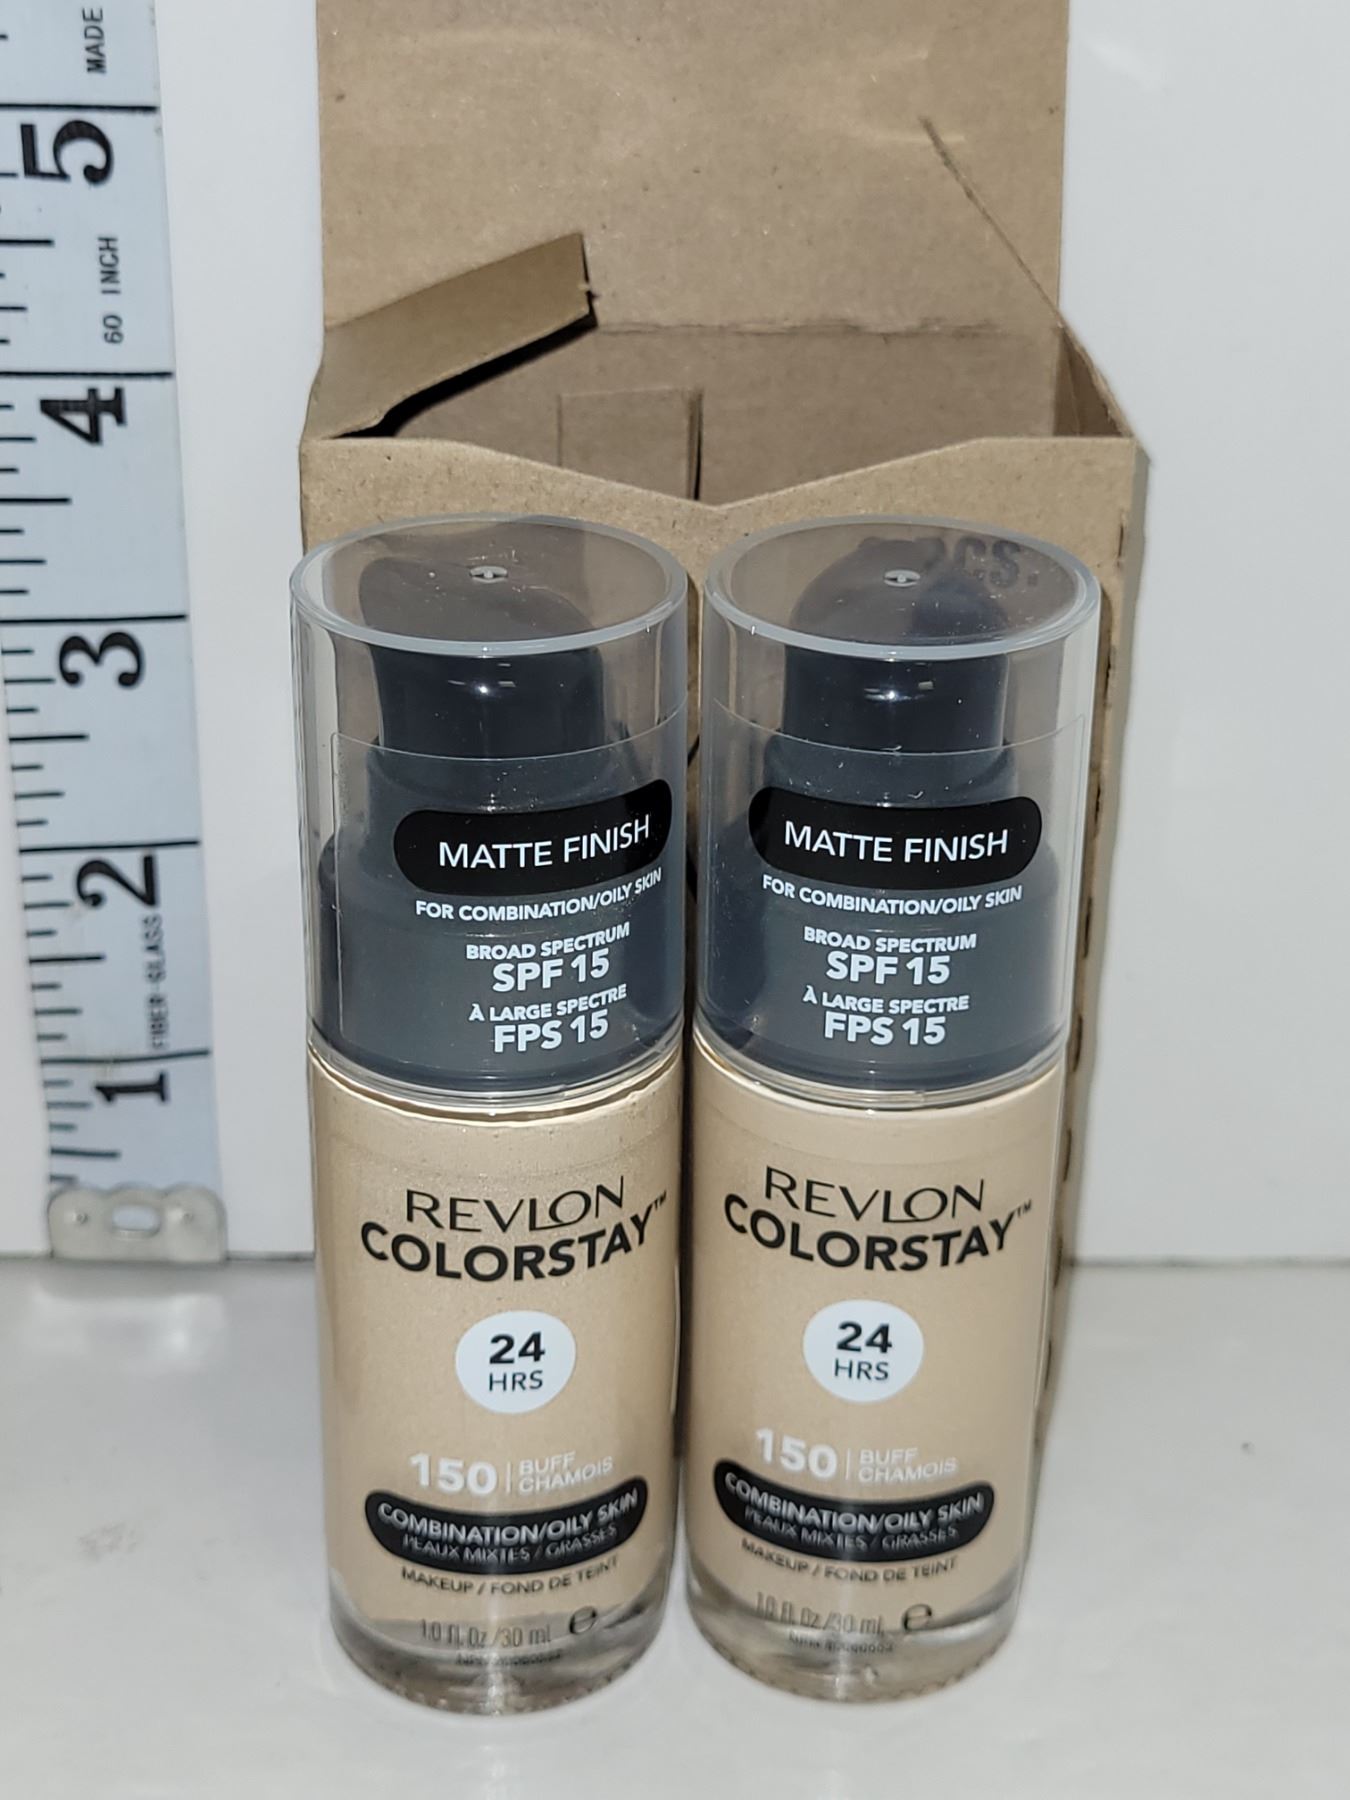 MADE
5
60 INCH
4
3
2
FIBER-GLASS
1
PCS.
MATTE FINISH
FOR COMBINATION/OILY SKIN
BROAD SPECTRUM
SPF 15
À LARGE SPECTRE
FPS 15
REVLON
COLORSTAY™
24
HRS
150 | BUFF
CHAMOIS
COMBINATION/OILY SKIN
PEAUX MIXTES / GRASSES
MAKEUP / FOND DE TEINT
1.0 fl. Oz/30 ml ℮
MATTE FINISH
FOR COMBINATION/OILY SKIN
BROAD SPECTRUM
SPF 15
À LARGE SPECTRE
FPS 15
REVLON
COLORSTAY™
24
HRS
150 | BUFF
CHAMOIS
COMBINATION/OILY SKIN
PEAUX MIXTES / GRASSES
MAKEUP / FOND DE TEINT
1.0 fl. Oz/30 ml ℮